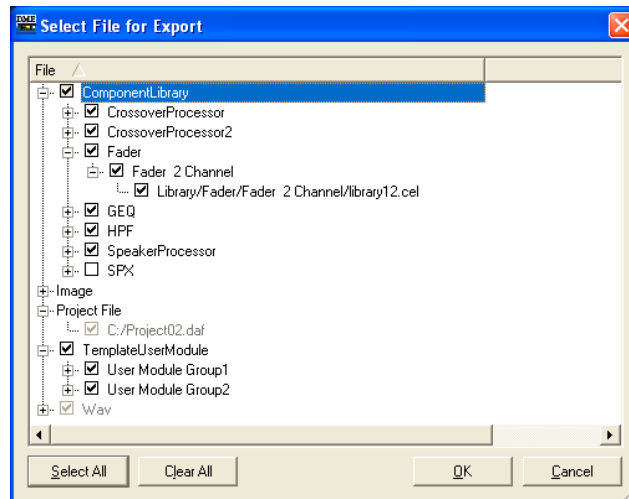 DME
Select File for Export
File
ComponentLibrary
CrossoverProcessor
CrossoverProcessor2
Fader
Fader 2 Channel
Library/Fader/Fader 2 Channel/library12.cel
GEQ
HPF
SpeakerProcessor
SPX
Image
Project File
C:/Project02.daf
TemplateUserModule
User Module Group1
User Module Group2
Wav
Select All Clear All OK Cancel